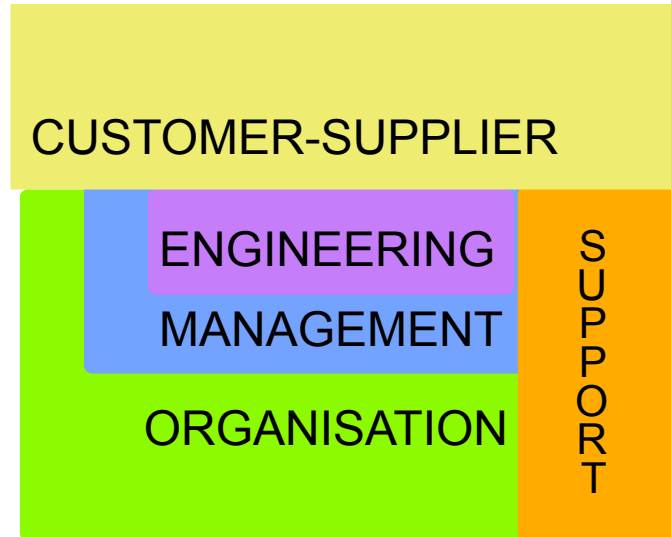 CUSTOMER-SUPPLIER
ENGINEERING
MANAGEMENT
ORGANISATION
SUPPORT